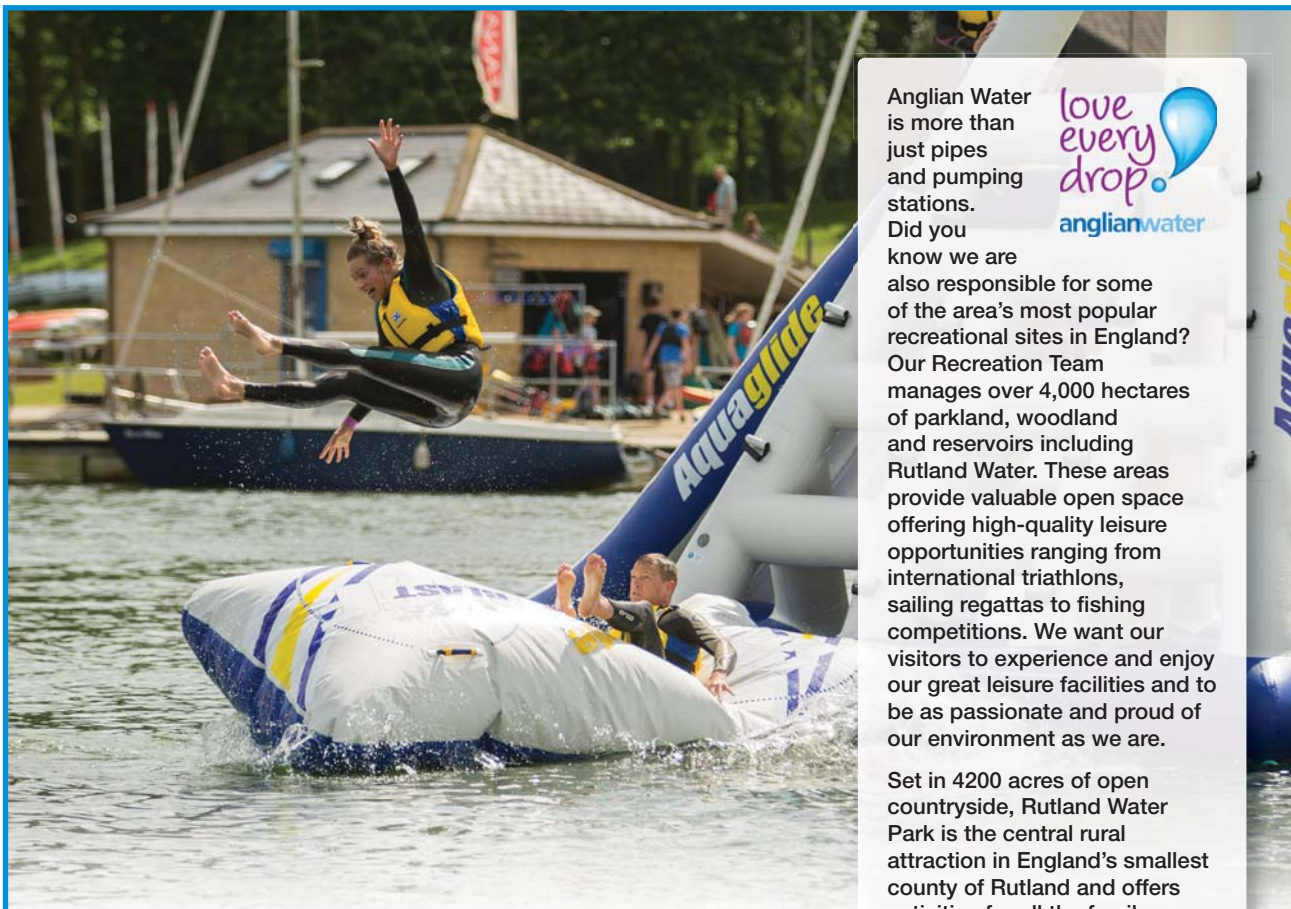 Anglian Water
is more than
just pipes
and pumping
stations.
Did you
know we are
also responsible for some
of the area's most popular
recreational sites in England?
Our Recreation Team
manages over 4,000 hectares
of parkland, woodland
and reservoirs including
Rutland Water. These areas
provide valuable open space
offering high-quality leisure
opportunities ranging from
international triathlons,
sailing regattas to fishing
competitions. We want our
visitors to experience and enjoy
our great leisure facilities and to
be as passionate and proud of
our environment as we are.
Set in 4200 acres of open
countryside, Rutland Water
Park is the central rural
attraction in England's smallest
county of Rutland and offers
love
every
drop
anglianwater
Aquaglide
BLAST